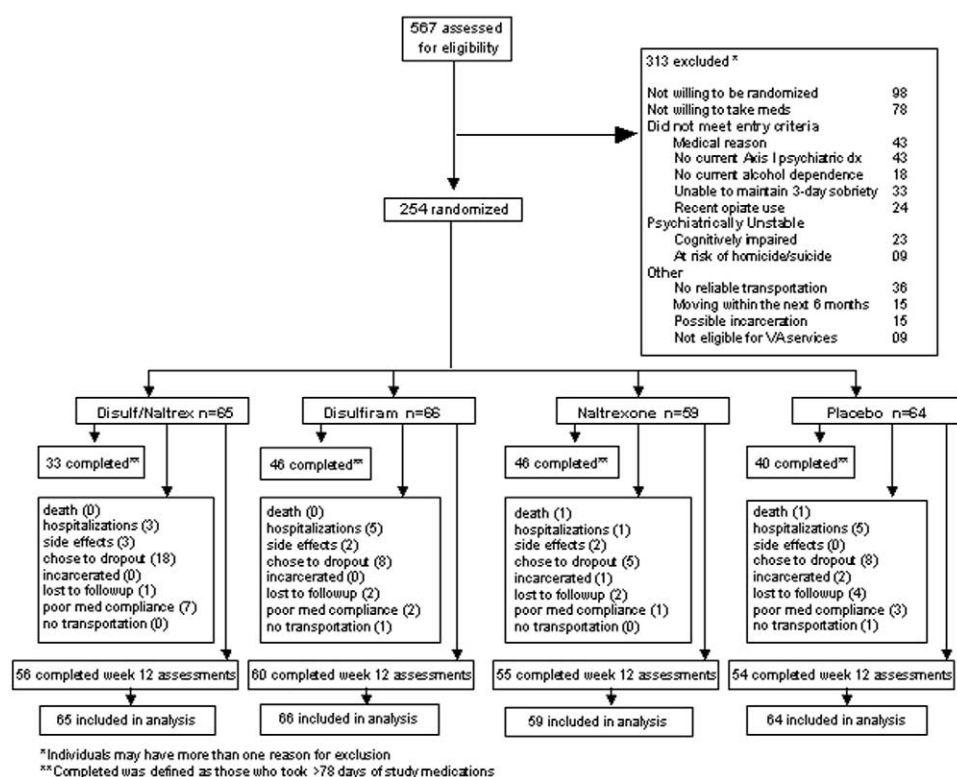 567 assessed
for eligibility
313 excluded *
Not willing to be randomized 98
Not willing to take meds 78
Did not meet entry criteria
Medical reason 43
No current Axis I psychiatric dx 43
No current alcohol dependence 18
Unable to maintain 3-day sobriety 33
Recent opiate use 24
Psychiatrically Unstable
Cognitively impaired 23
At risk of homicide/suicide 09
Other
No reliable transportation 36
Moving within the next 6 months 15
Possible incarceration 15
Not eligible for VA services 09
254 randomized
Disulf/Naltrex n=65
33 completed**
death (0)
hospitalizations (3)
side effects (3)
chose to dropout (18)
incarcerated (0)
lost to followup (1)
poor med compliance (7)
no transportation (0)
56 completed week 12 assessments
65 included in analysis
Disulfiram n=66
46 completed**
death (0)
hospitalizations (5)
side effects (2)
chose to dropout (8)
incarcerated (0)
lost to followup (2)
poor med compliance (2)
no transportation (1)
60 completed week 12 assessments
66 included in analysis
Naltrexone n=59
46 completed**
death (1)
hospitalizations (1)
side effects (2)
chose to dropout (5)
incarcerated (1)
lost to followup (2)
poor med compliance (1)
no transportation (0)
55 completed week 12 assessments
59 included in analysis
Placebo n=64
40 completed**
death (1)
hospitalizations (5)
side effects (0)
chose to dropout (8)
incarcerated (2)
lost to followup (4)
poor med compliance (3)
no transportation (1)
54 completed week 12 assessments
64 included in analysis
*Individuals may have more than one reason for exclusion
**Completed was defined as those who took >78 days of study medications